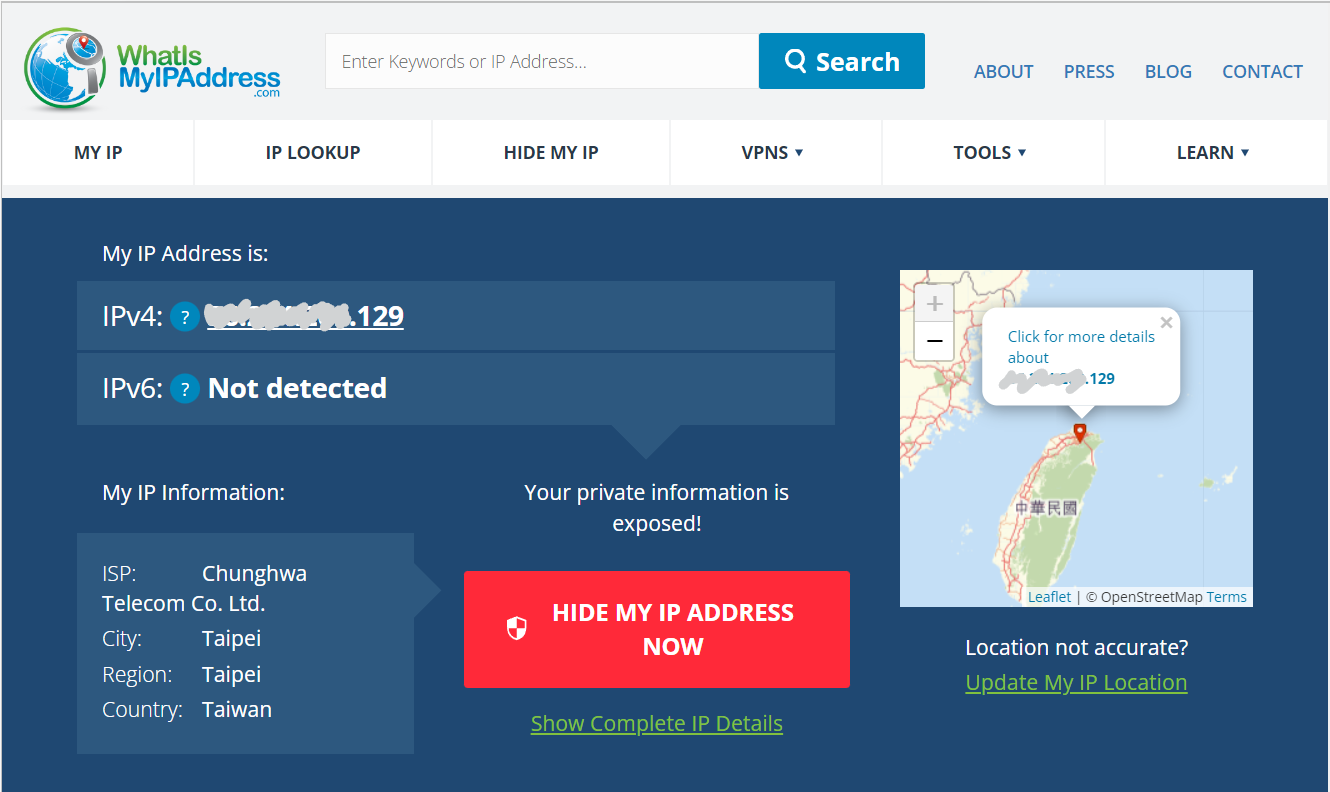 WhatIs
MyIPAddress
.com
Enter Keywords or IP Address...
Search
ABOUT
PRESS
BLOG
CONTACT
MY IP
IP LOOKUP
HIDE MY IP
VPNS ▼
TOOLS ▼
LEARN ▼
My IP Address is:
IPv4: ? .129
IPv6: ? Not detected
My IP Information:
ISP: Chunghwa
Telecom Co. Ltd.
City: Taipei
Region: Taipei
Country: Taiwan
Your private information is
exposed!
HIDE MY IP ADDRESS
NOW
Show Complete IP Details
+
−
×
Click for more details
about
.129
中華民國
Leaflet | © OpenStreetMap Terms
Location not accurate?
Update My IP Location